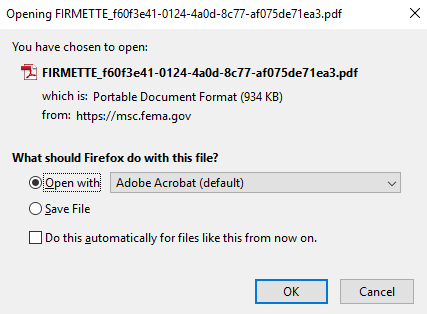 Opening FIRMETTE_f60f3e41-0124-4a0d-8c77-af075de71ea3.pdf
You have chosen to open:
FIRMETTE_f60f3e41-0124-4a0d-8c77-af075de71ea3.pdf
which is: Portable Document Format (934 KB)
from: https://msc.fema.gov
What should Firefox do with this file?
Open with Adobe Acrobat (default)
Save File
Do this automatically for files like this from now on.
OK Cancel